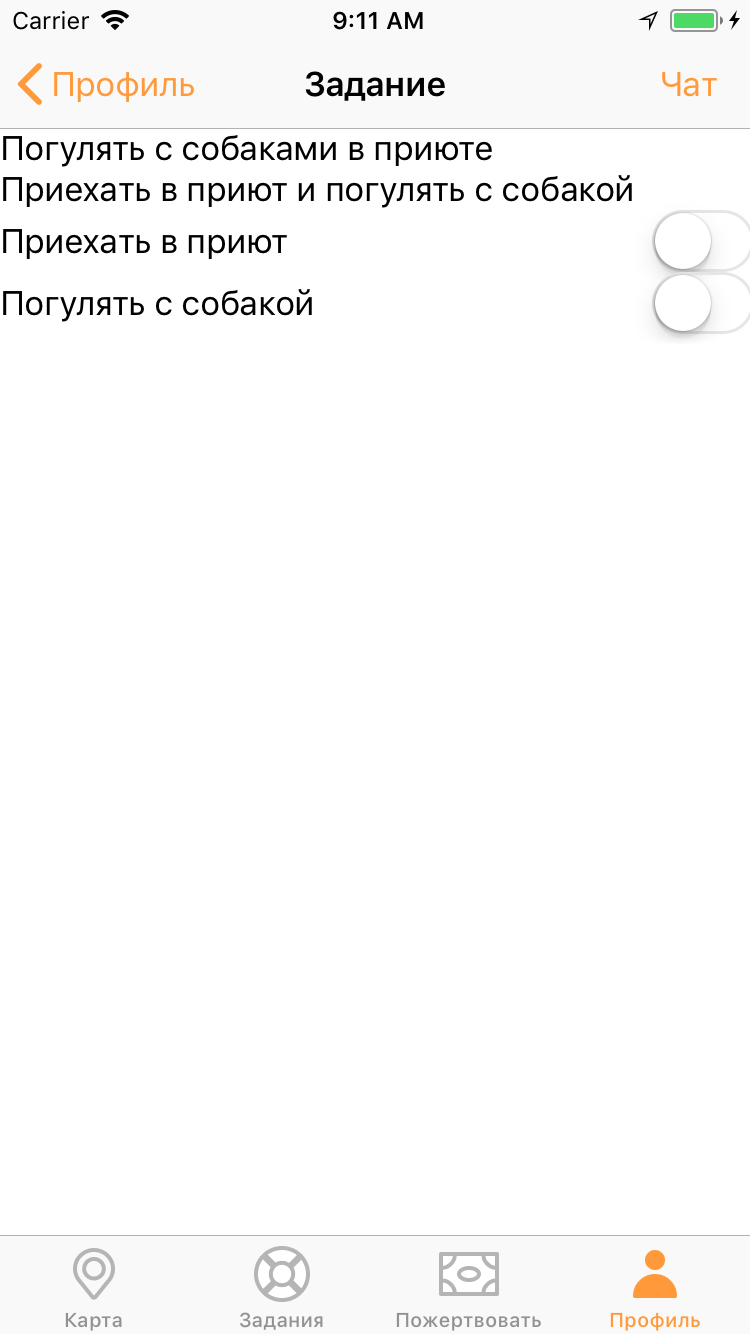 Carrier 9:11 AM
Профиль Задание Чат
Погулять с собаками в приюте
Приехать в приют и погулять с собакой
Приехать в приют
Погулять с собакой
Карта Задания Пожертвовать Профиль